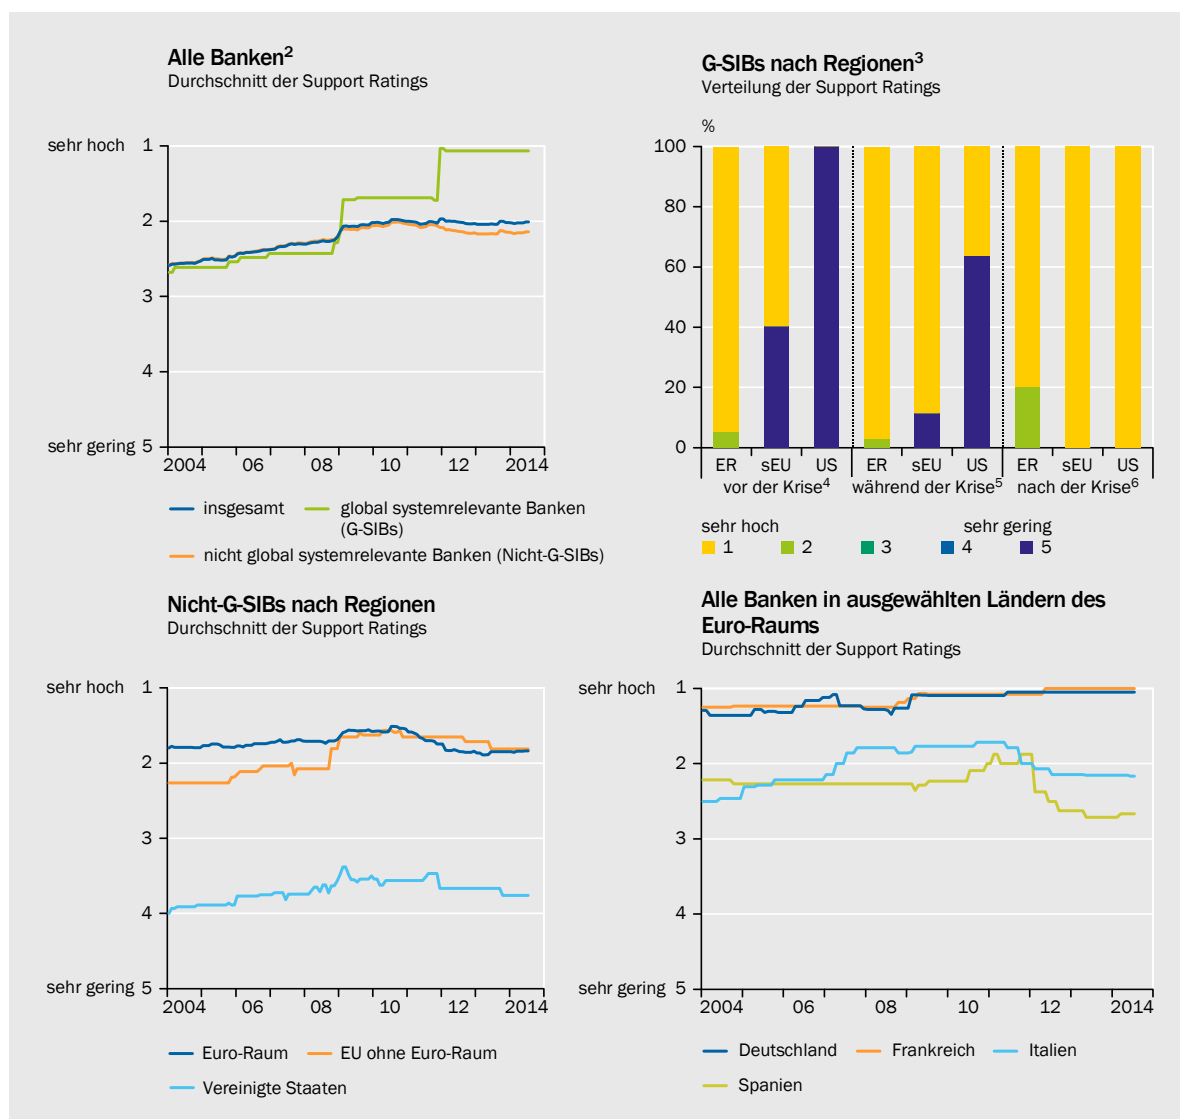 Alle Banken²
Durchschnitt der Support Ratings
sehr hoch 1
2
3
4
sehr gering 5
2004 06 08 10 12 2014
insgesamt global systemrelevante Banken
(G-SIBs)
nicht global systemrelevante Banken (Nicht-G-SIBs)
G-SIBs nach Regionen³
Verteilung der Support Ratings
%
100
80
60
40
20
0
ER sEU US ER sEU US ER sEU US
vor der Krise⁴ während der Krise⁵ nach der Krise⁶
sehr hoch sehr gering
1 2 3 4 5
Nicht-G-SIBs nach Regionen
Durchschnitt der Support Ratings
sehr hoch 1
2
3
4
sehr gering 5
2004 06 08 10 12 2014
Euro-Raum EU ohne Euro-Raum
Vereinigte Staaten
Alle Banken in ausgewählten Ländern des
Euro-Raums
Durchschnitt der Support Ratings
sehr hoch 1
2
3
4
sehr gering 5
2004 06 08 10 12 2014
Deutschland Frankreich Italien
Spanien